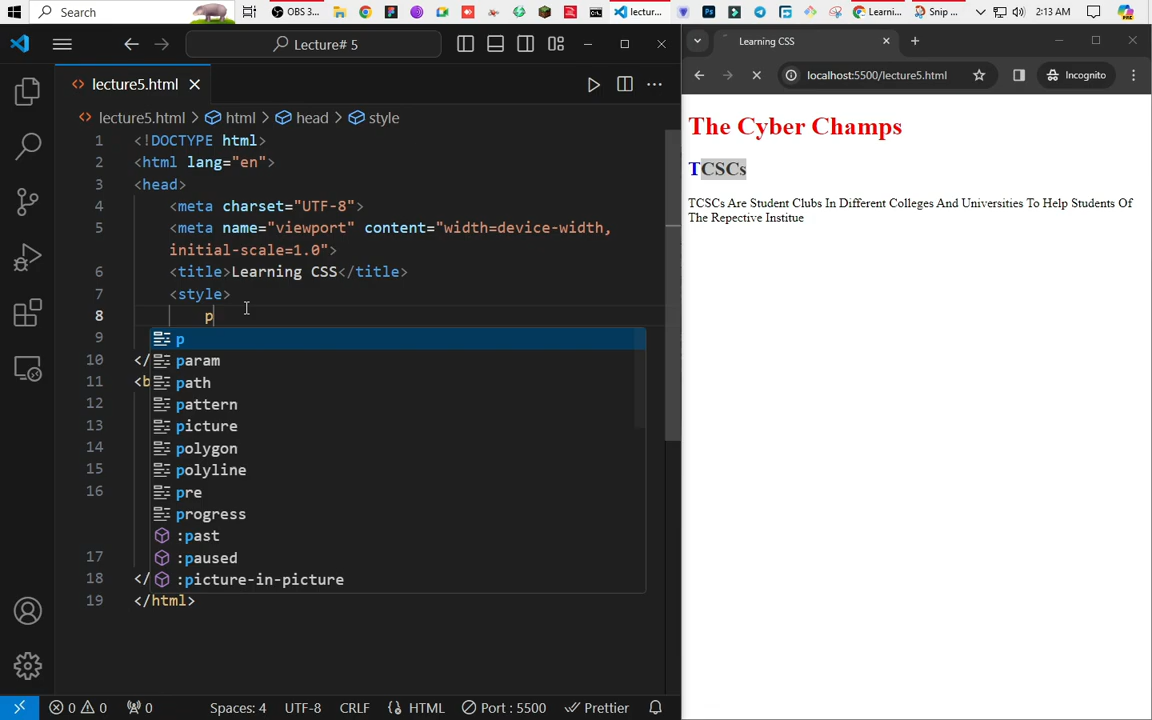 Search
OBS 3...
lectur...
Learni...
Snip ...
2:13 AM
Lecture# 5
Learning CSS
lecture5.html
localhost:5500/lecture5.html
Incognito
lecture5.html > html > head > style
1 <!DOCTYPE html>
2 <html lang="en">
3 <head>
4 <meta charset="UTF-8">
5 <meta name="viewport" content="width=device-width,
initial-scale=1.0">
6 <title>Learning CSS</title>
7 <style>
8 p
9
10 </
11 <b
12
13
14
15
16
17
18 </
19 </html>
p
param
path
pattern
picture
polygon
polyline
pre
progress
:past
:paused
:picture-in-picture
The Cyber Champs
TCSCs
TCSCs Are Student Clubs In Different Colleges And Universities To Help Students Of
The Repective Institue
0 0 0 Spaces: 4 UTF-8 CRLF HTML Port : 5500 Prettier